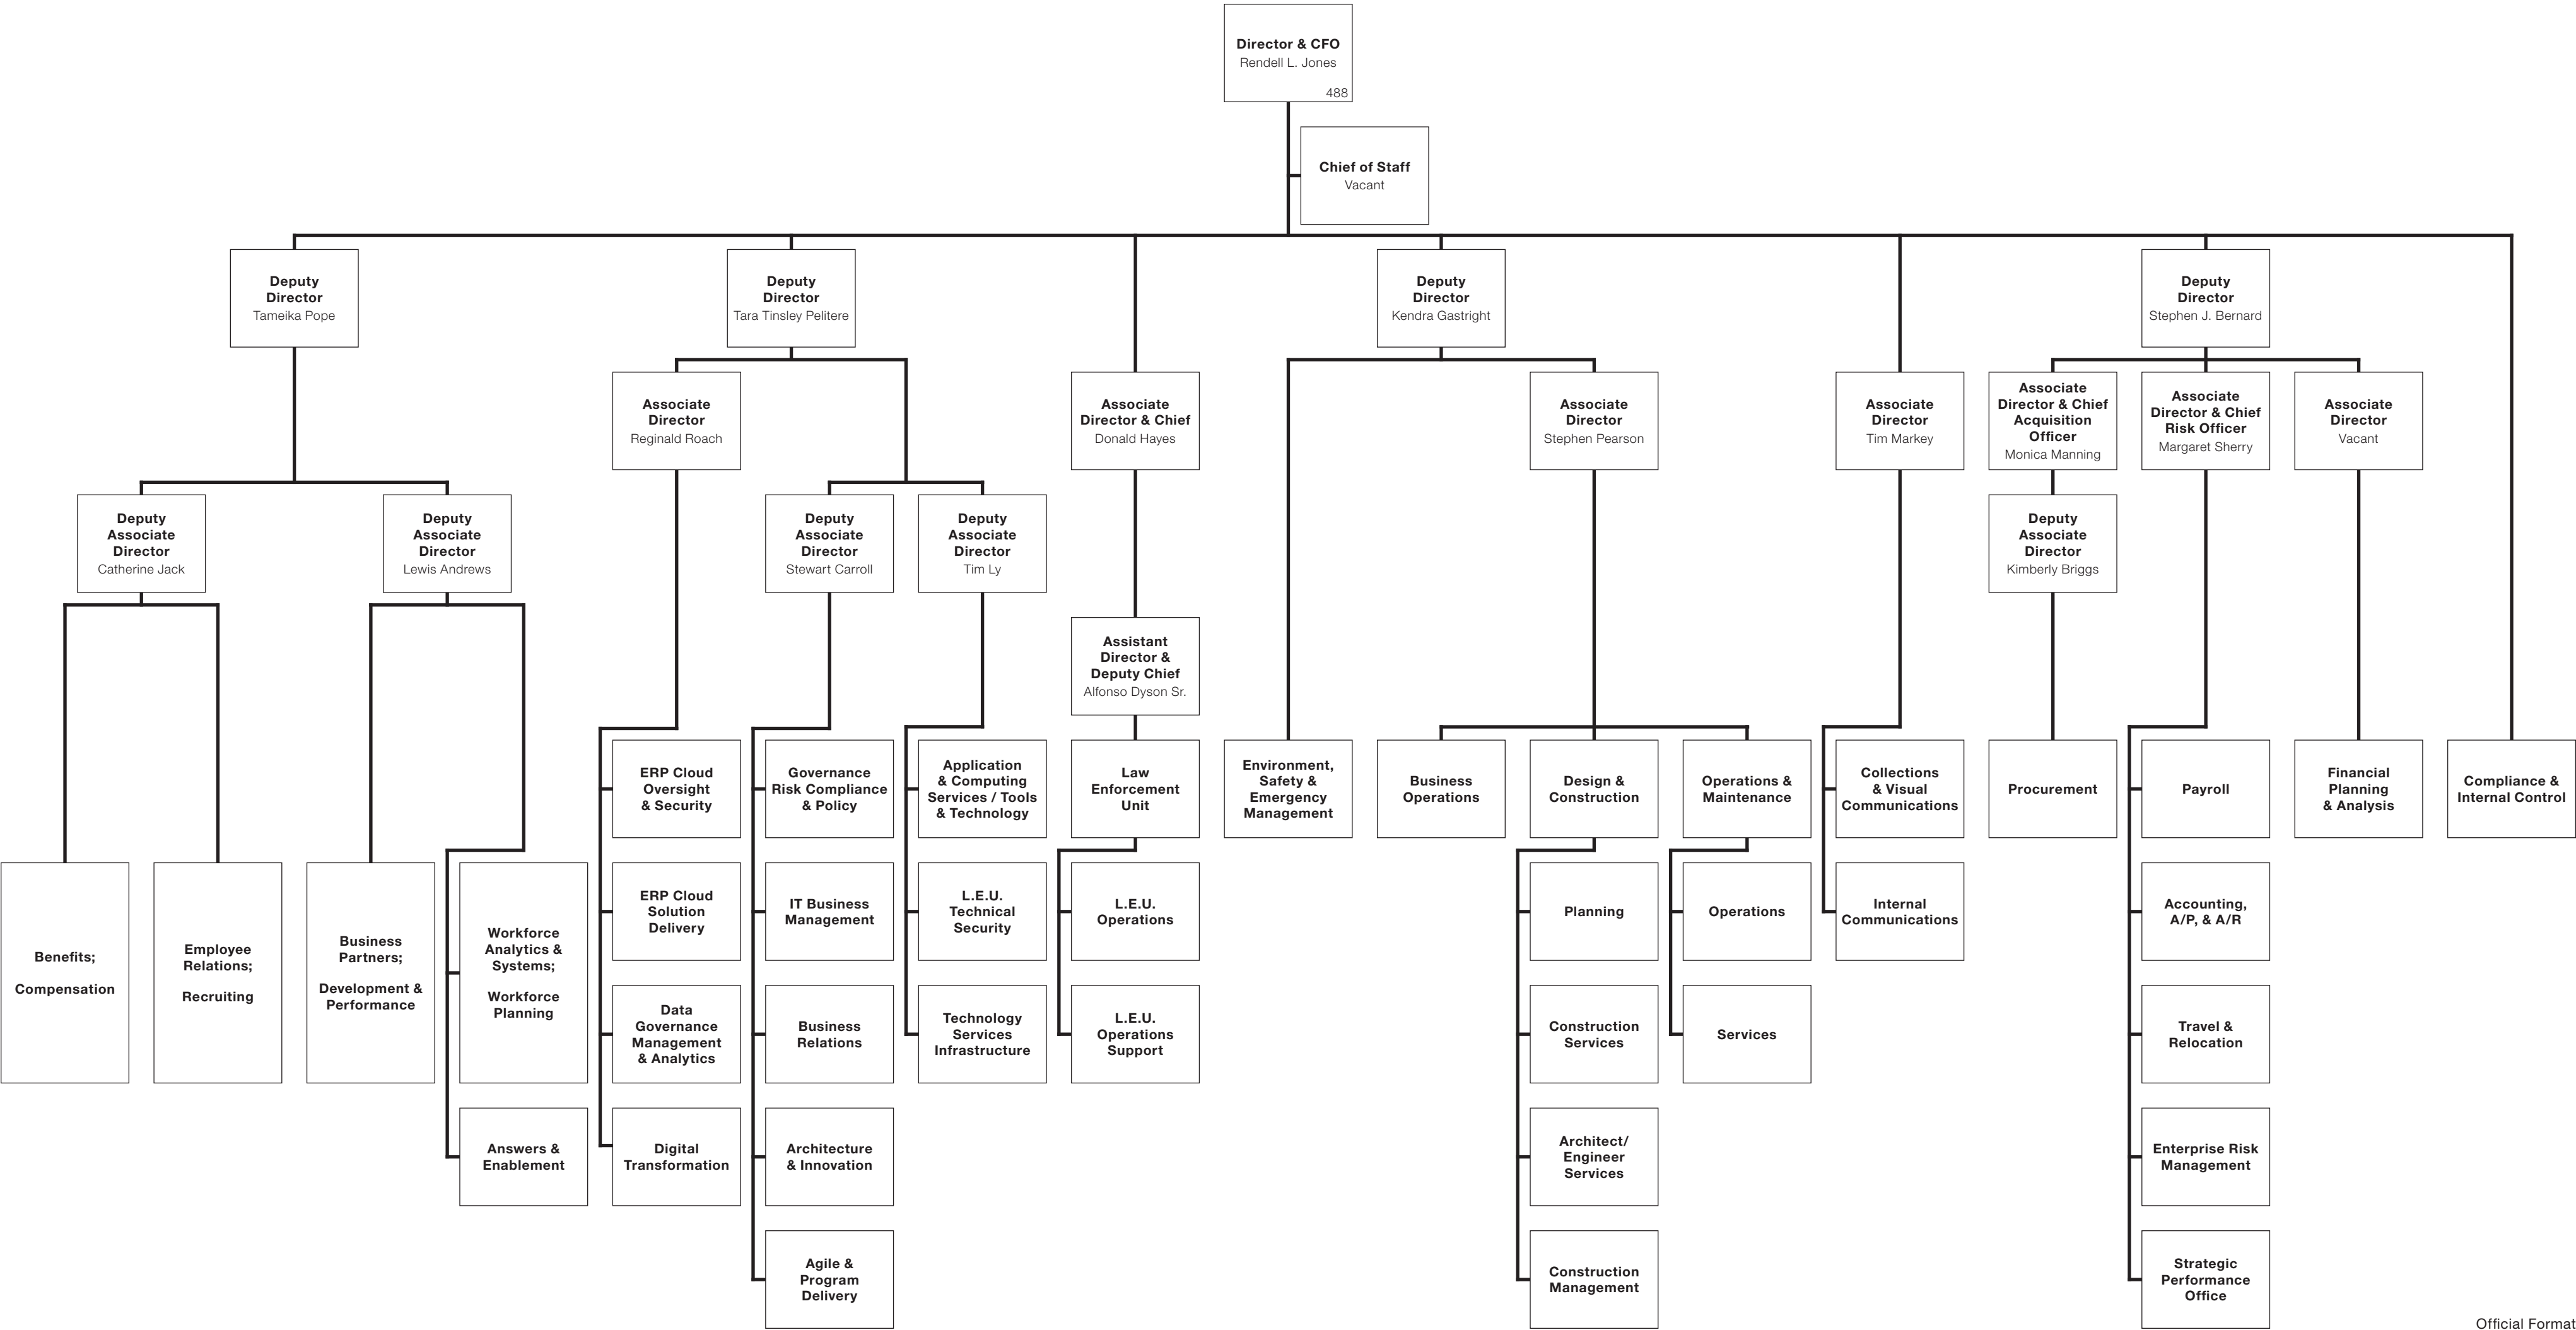 Director & CFO
Rendell L. Jones
488
Chief of Staff
Vacant
Deputy
Director
Tameika Pope
Deputy
Director
Tara Tinsley Pelitere
Deputy
Director
Kendra Gastright
Deputy
Director
Stephen J. Bernard
Associate
Director
Reginald Roach
Associate
Director & Chief
Donald Hayes
Associate
Director
Stephen Pearson
Associate
Director
Tim Markey
Associate
Director & Chief
Acquisition
Officer
Monica Manning
Associate
Director & Chief
Risk Officer
Margaret Sherry
Associate
Director
Vacant
Deputy
Associate
Director
Catherine Jack
Deputy
Associate
Director
Lewis Andrews
Deputy
Associate
Director
Stewart Carroll
Deputy
Associate
Director
Tim Ly
Deputy
Associate
Director
Kimberly Briggs
Assistant
Director &
Deputy Chief
Alfonso Dyson Sr.
ERP Cloud
Oversight
& Security
Governance
Risk Compliance
& Policy
Application
& Computing
Services / Tools
& Technology
Law
Enforcement
Unit
Environment,
Safety &
Emergency
Management
Business
Operations
Design &
Construction
Operations &
Maintenance
Collections
& Visual
Communications
Procurement
Payroll
Financial
Planning
& Analysis
Compliance &
Internal Control
Benefits;
Compensation
Employee
Relations;
Recruiting
Business
Partners;
Development &
Performance
Workforce
Analytics &
Systems;
Workforce
Planning
ERP Cloud
Solution
Delivery
IT Business
Management
L.E.U.
Technical
Security
L.E.U.
Operations
Planning
Operations
Internal
Communications
Accounting,
A/P, & A/R
Data
Governance
Management
& Analytics
Business
Relations
Technology
Services
Infrastructure
L.E.U.
Operations
Support
Construction
Services
Services
Travel &
Relocation
Answers &
Enablement
Digital
Transformation
Architecture
& Innovation
Architect/
Engineer
Services
Enterprise Risk
Management
Agile &
Program
Delivery
Construction
Management
Strategic
Performance
Office
Official Format